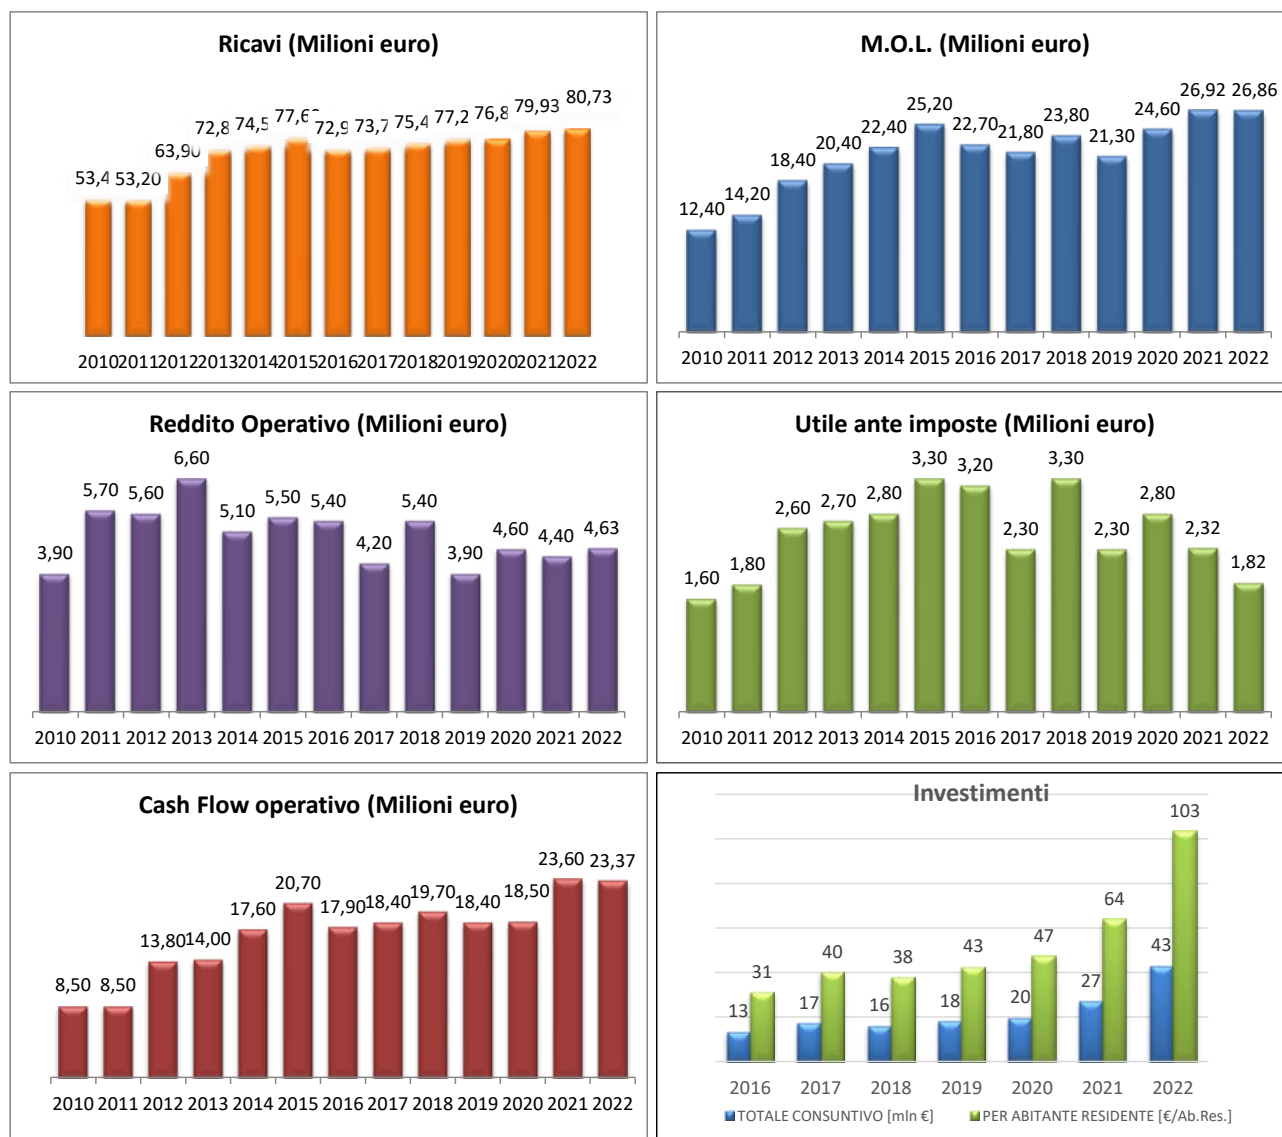 Ricavi (Milioni euro)
53,4 53,20 63,90 72,8 74,5 77,6 72,9 73,7 75,4 77,2 76,8 79,93 80,73
2010 2011 2012 2013 2014 2015 2016 2017 2018 2019 2020 2021 2022
M.O.L. (Milioni euro)
12,40 14,20 18,40 20,40 22,40 25,20 22,70 21,80 23,80 21,30 24,60 26,92 26,86
2010 2011 2012 2013 2014 2015 2016 2017 2018 2019 2020 2021 2022
Reddito Operativo (Milioni euro)
3,90 5,70 5,60 6,60 5,10 5,50 5,40 4,20 5,40 3,90 4,60 4,40 4,63
2010 2011 2012 2013 2014 2015 2016 2017 2018 2019 2020 2021 2022
Utile ante imposte (Milioni euro)
1,60 1,80 2,60 2,70 2,80 3,30 3,20 2,30 3,30 2,30 2,80 2,32 1,82
2010 2011 2012 2013 2014 2015 2016 2017 2018 2019 2020 2021 2022
Cash Flow operativo (Milioni euro)
8,50 8,50 13,80 14,00 17,60 20,70 17,90 18,40 19,70 18,40 18,50 23,60 23,37
2010 2011 2012 2013 2014 2015 2016 2017 2018 2019 2020 2021 2022
Investimenti
13 31 17 40 16 38 18 43 20 47 27 64 43 103
2016 2017 2018 2019 2020 2021 2022
TOTALE CONSUNTIVO [mln €] PER ABITANTE RESIDENTE [€/Ab.Res.]